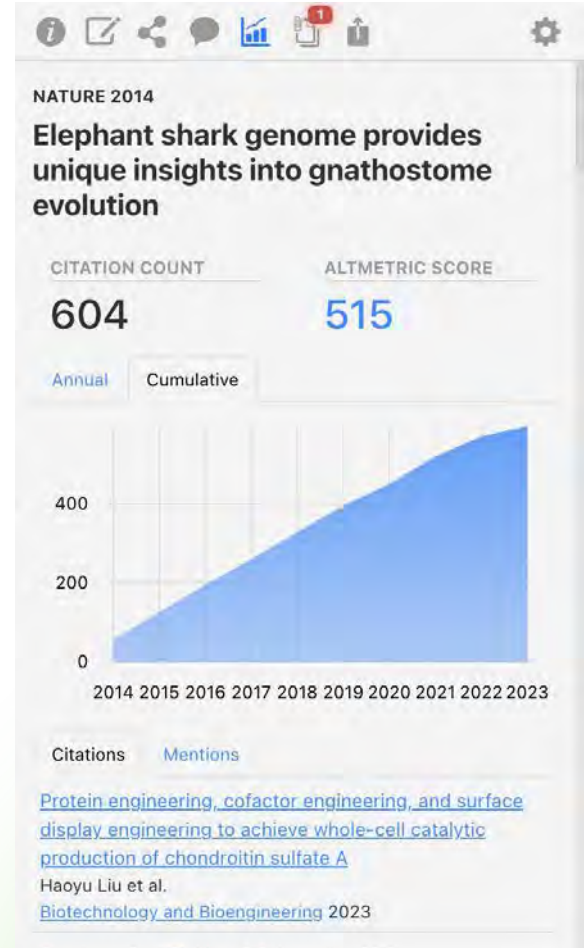 1
NATURE 2014
Elephant shark genome provides
unique insights into gnathostome
evolution
CITATION COUNT
ALTMETRIC SCORE
604
515
Annual
Cumulative
400
200
0
2014 2015 2016 2017 2018 2019 2020 2021 2022 2023
Citations
Mentions
Protein engineering, cofactor engineering, and surface
display engineering to achieve whole-cell catalytic
production of chondroitin sulfate A
Haoyu Liu et al.
Biotechnology and Bioengineering 2023